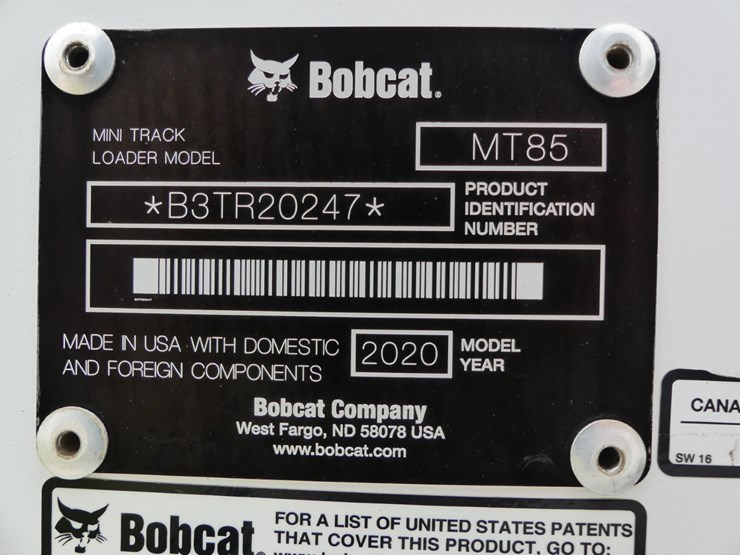 Bobcat.
MINI TRACK
LOADER MODEL
MT85
*B3TR20247*
PRODUCT
IDENTIFICATION
NUMBER
MADE IN USA WITH DOMESTIC
AND FOREIGN COMPONENTS
2020
MODEL
YEAR
Bobcat Company
West Fargo, ND 58078 USA
www.bobcat.com
CANA
SW 16
Bobcat
FOR A LIST OF UNITED STATES PATENTS
THAT COVER THIS PRODUCT, GO TO: